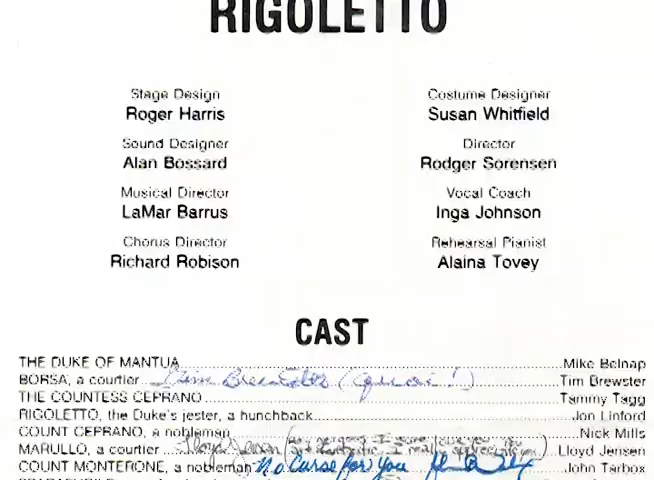 RIGOLETTO
Stage Design
Roger Harris
Costume Designer
Susan Whitfield
Sound Designer
Alan Bossard
Director
Rodger Sorensen
Musical Director
LaMar Barrus
Vocal Coach
Inga Johnson
Chorus Director
Richard Robison
Rehearsal Pianist
Alaina Tovey
CAST
THE DUKE OF MANTUA Mike Belnap
BORSA, a courtier Tim Brewster
THE COUNTESS CEPRANO Tammy Tagg
RIGOLETTO, the Duke's jester, a hunchback Jon Linford
COUNT CEPRANO, a nobleman Nick Mills
MARULLO, a courtier Lloyd Jensen Lloyd Jensen
COUNT MONTERONE, a nobleman No Curse for You John Tarbox